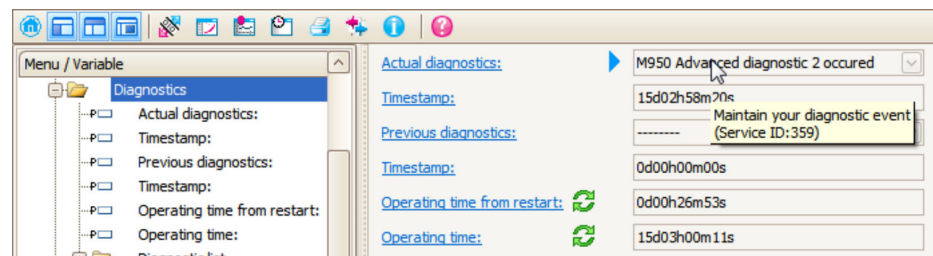 Menu / Variable
Diagnostics
Actual diagnostics:
Timestamp:
Previous diagnostics:
Timestamp:
Operating time from restart:
Operating time:
Actual diagnostics:
M950 Advanced diagnostic 2 occured
Timestamp:
15d02h58m20s
Maintain your diagnostic event
(Service ID:359)
Previous diagnostics:
--------
Timestamp:
0d00h00m00s
Operating time from restart:
0d00h26m53s
Operating time:
15d03h00m11s